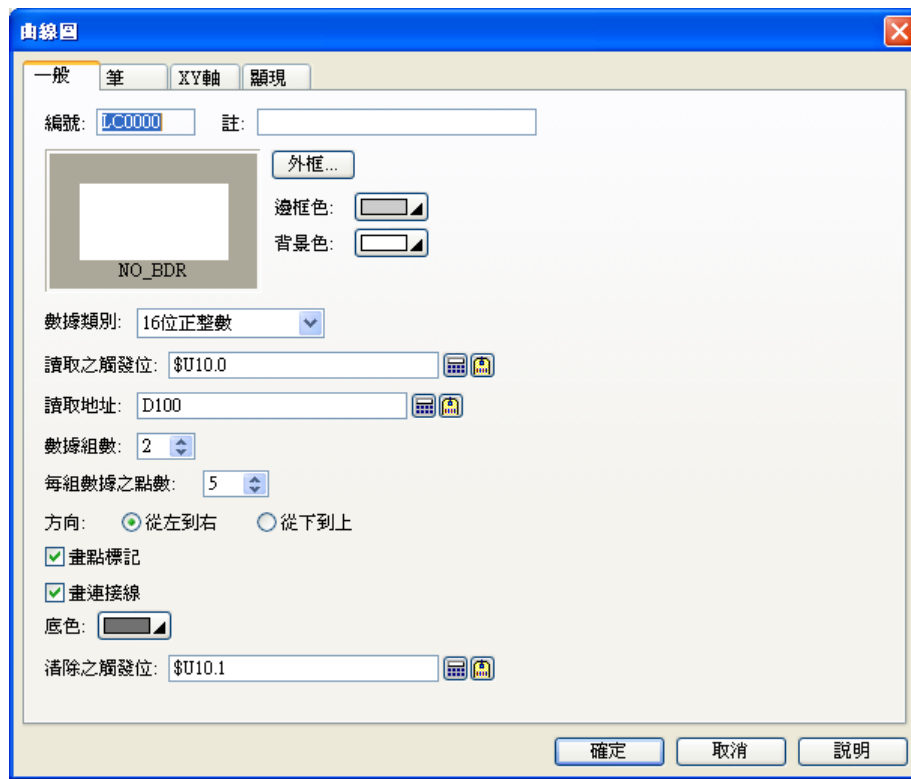 曲線圖
一般 筆 XY軸 顯現
編號: LC0000 註:
外框...
邊框色:
背景色:
NO_BDR
數據類別: 16位正整數
讀取之觸發位: $U10.0
讀取地址: D100
數據組數: 2
每組數據之點數: 5
方向: 從左到右 從下到上
畫點標記
畫連接線
底色:
清除之觸發位: $U10.1
確定 取消 說明